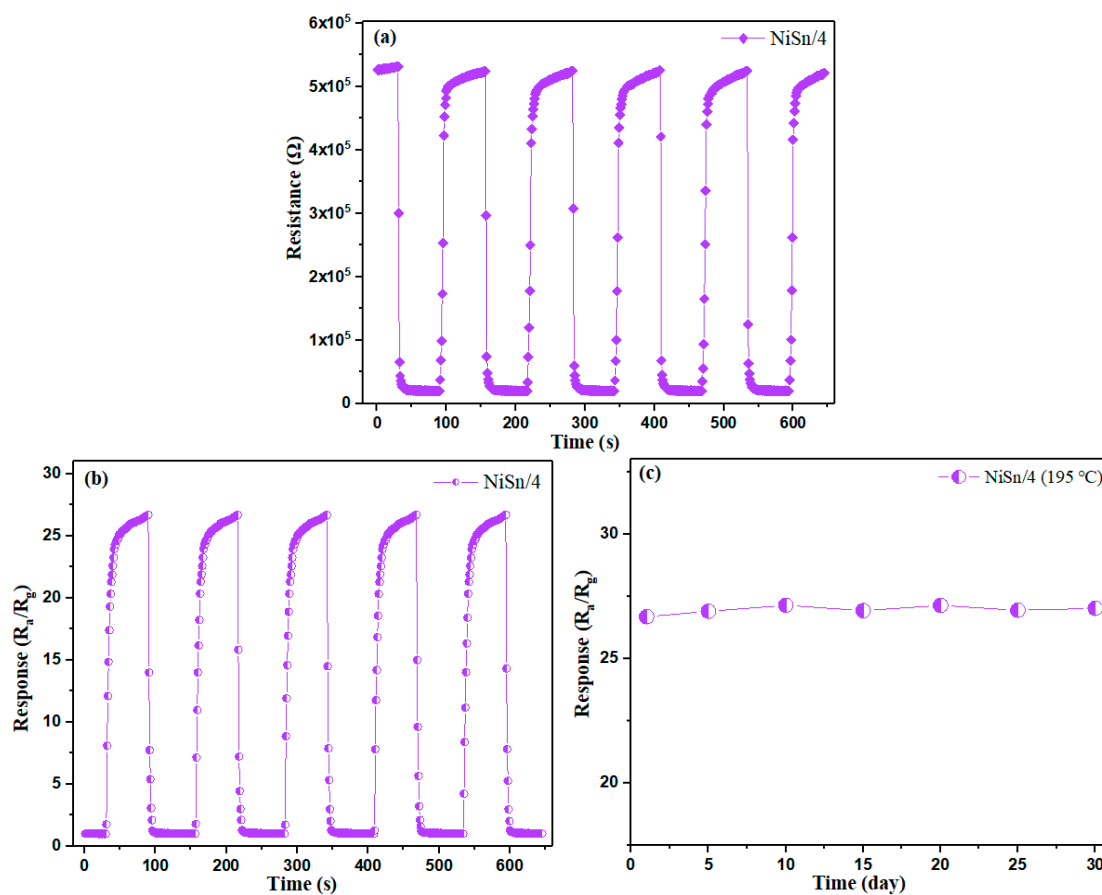 (a)
NiSn/4
6x10⁵
5x10⁵
4x10⁵
3x10⁵
2x10⁵
1x10⁵
0
Resistance (Ω)
0 100 200 300 400 500 600
Time (s)
(b)
NiSn/4
30
25
20
15
10
5
0
Response (Ra/Rg)
0 100 200 300 400 500 600
Time (s)
(c)
NiSn/4 (195 °C)
30
25
20
Response (Ra/Rg)
0 5 10 15 20 25 30
Time (day)